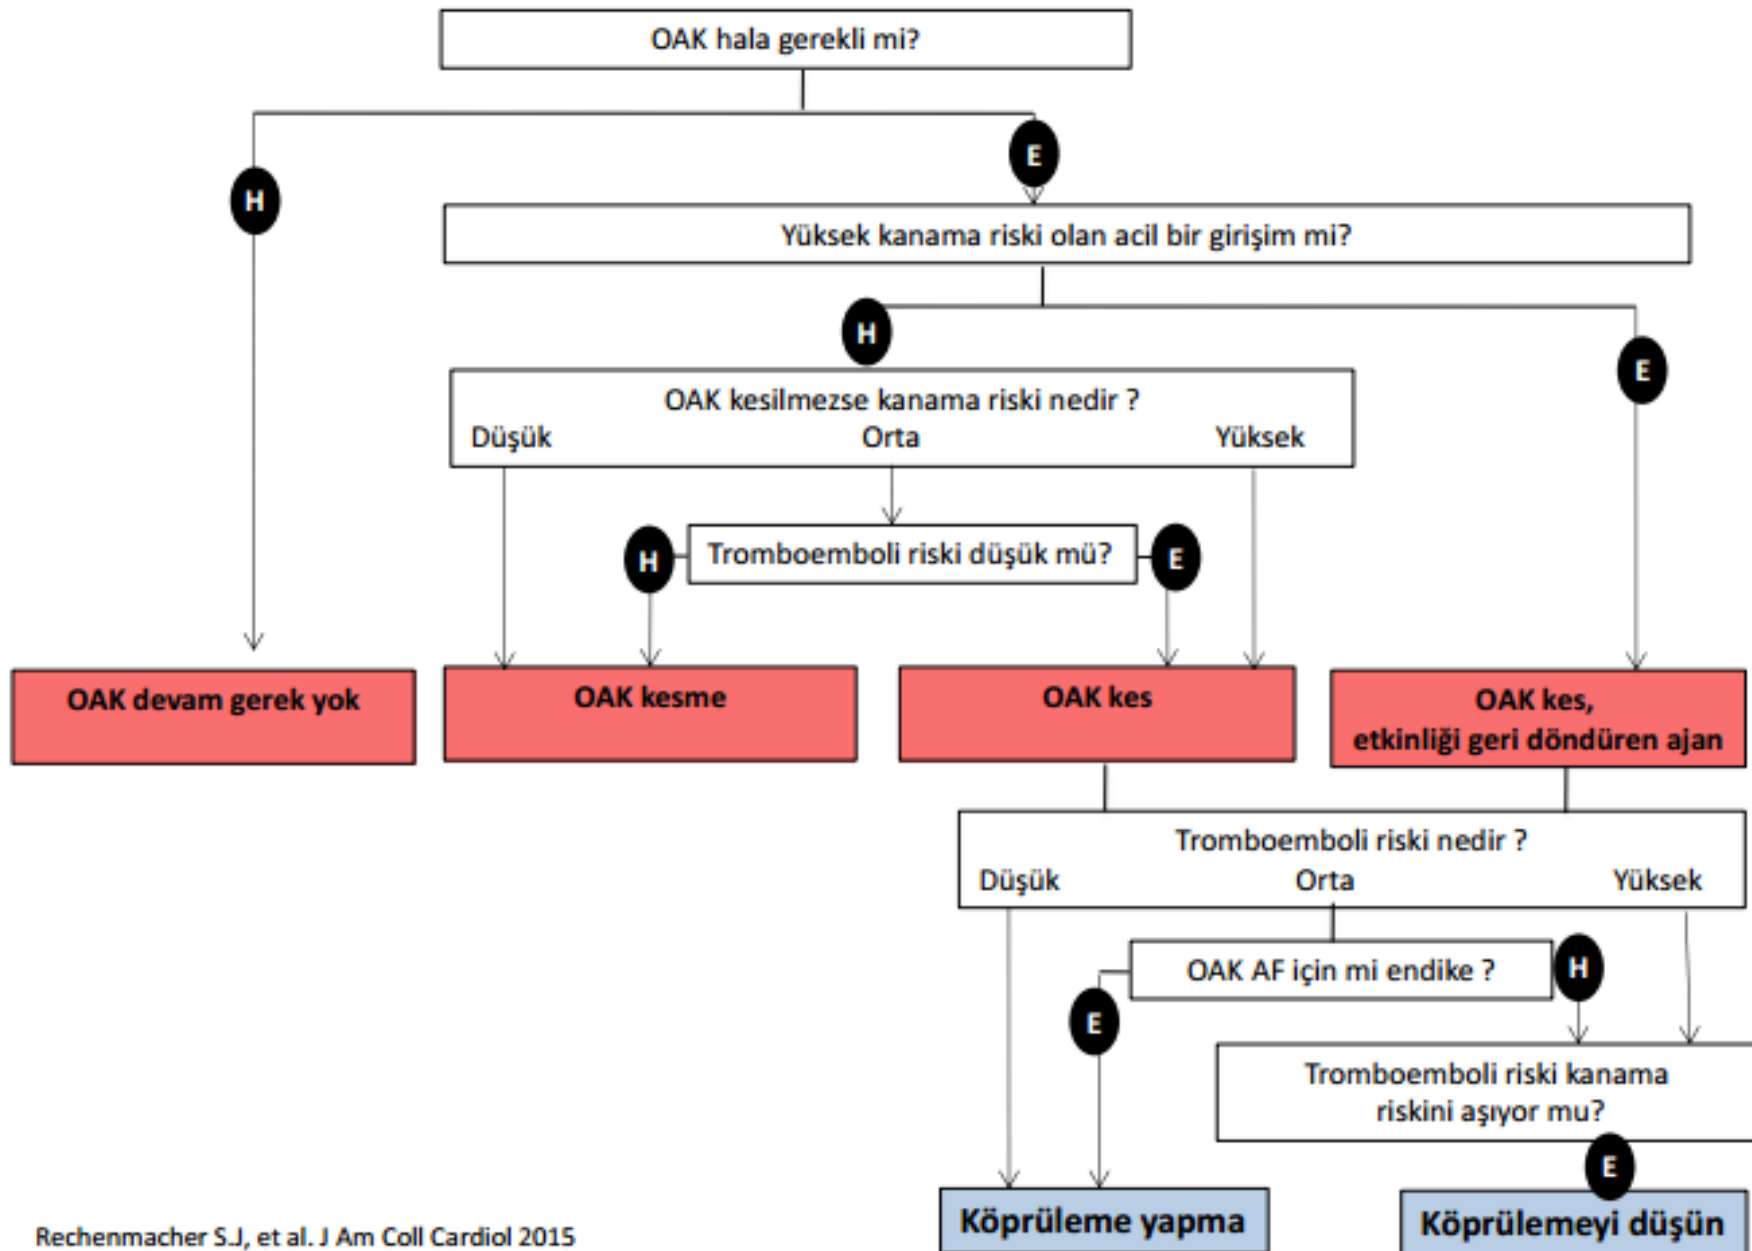 OAK hala gerekli mi?
E
H
Yüksek kanama riski olan acil bir girişim mi?
H
E
OAK kesilmezse kanama riski nedir ?
Düşük Orta Yüksek
H Tromboemboli riski düşük mü? E
OAK devam gerek yok
OAK kesme
OAK kes
OAK kes,
etkinliği geri döndüren ajan
Tromboemboli riski nedir ?
Düşük Orta Yüksek
OAK AF için mi endike ? H
E
Tromboemboli riski kanama
riskini aşıyor mu?
E
Köprüleme yapma
Köprülemeyi düşün
Rechenmacher S.J, et al. J Am Coll Cardiol 2015